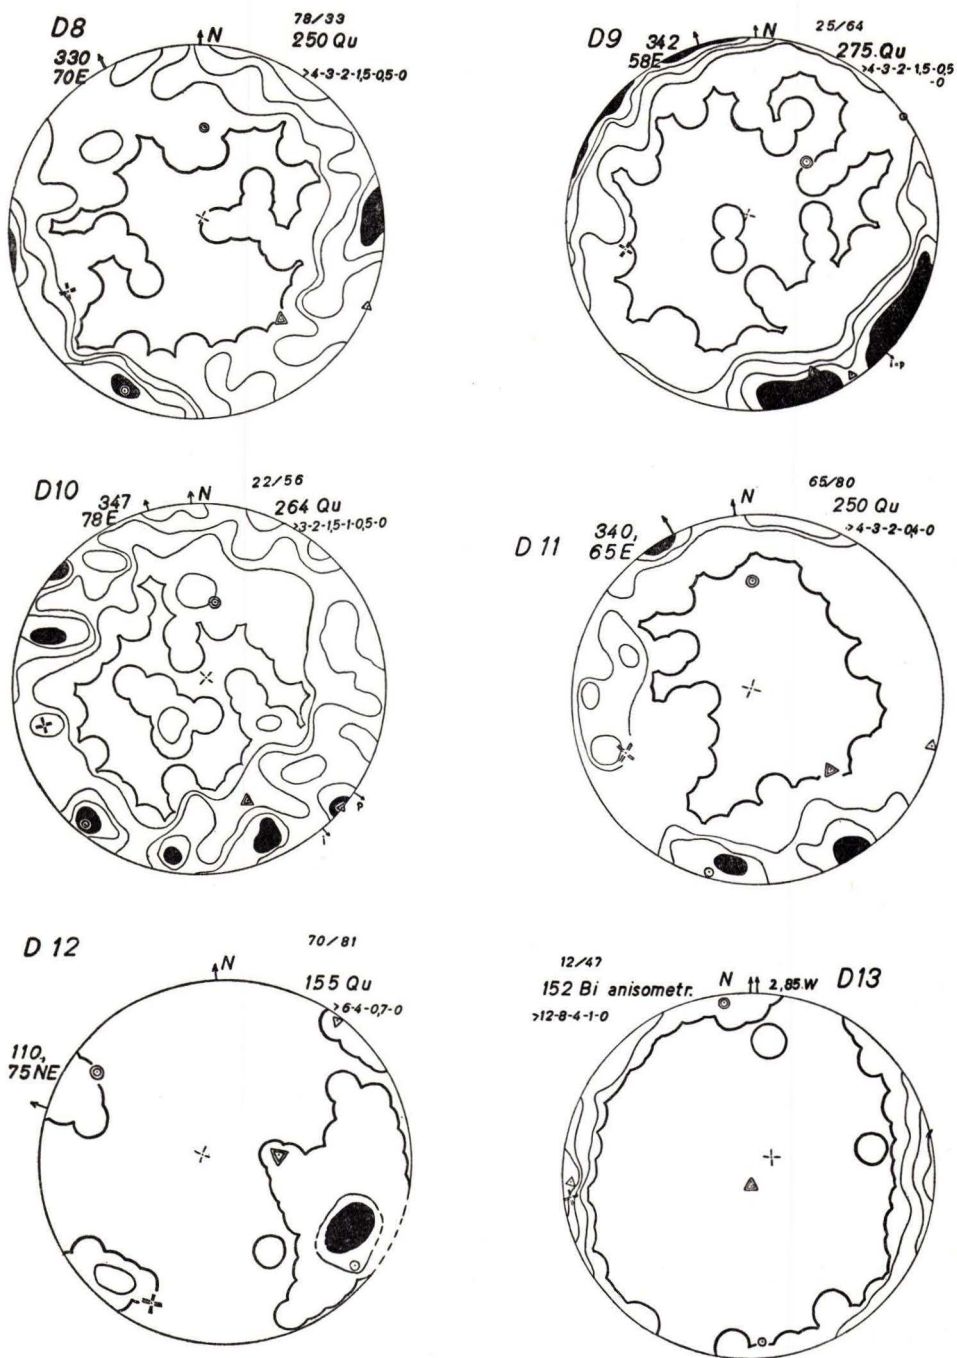 D8
78/33
N
250 Qu
330
70E
>4-3-2-1,5-0,5-0
D9
25/64
N
342
58E
275.Qu
>4-3-2-1,5-0,5
-0
i=p
D10
22/56
N
347
78E
264 Qu
>3-2-1,5-1-0,5-0
p
i
65/80
N
250 Qu
>4-3-2-0,4-0
D 11
340,
65E
D 12
70/81
N
155 Qu
>6-4-0,7-0
110,
75NE
12/47
152 Bi anisometr.
N
2,85.W
D13
>12-8-4-1-0